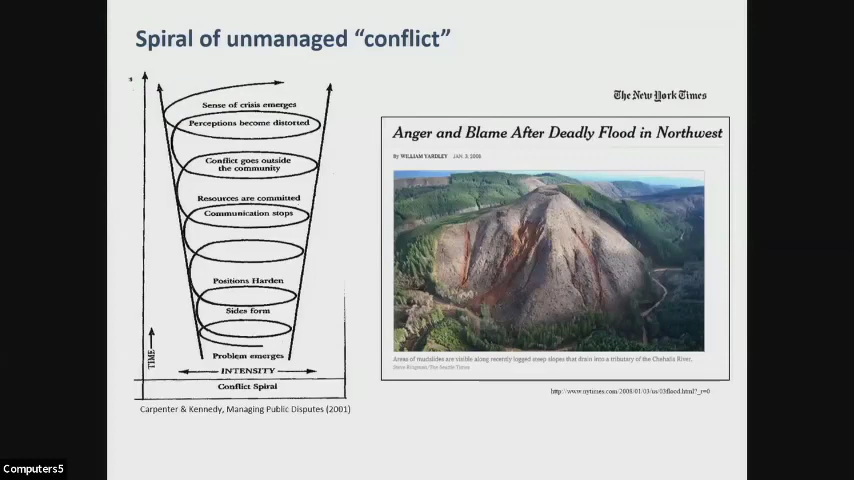 Spiral of unmanaged “conflict”
Sense of crisis emerges
Perceptions become distorted
Conflict goes outside
the community
Resources are committed
Communication stops
Positions Harden
Sides form
Problem emerges
TIME
INTENSITY
Conflict Spiral
Carpenter & Kennedy, Managing Public Disputes (2001)
The New York Times
Anger and Blame After Deadly Flood in Northwest
By WILLIAM YARDLEY JAN. 3, 2008
Areas of mudslides are visible along recently logged steep slopes that drain into a tributary of the Chehalis River.
Steve Ringman/The Seattle Times
http://www.nytimes.com/2008/01/03/us/03flood.html?_r=0
Computers5